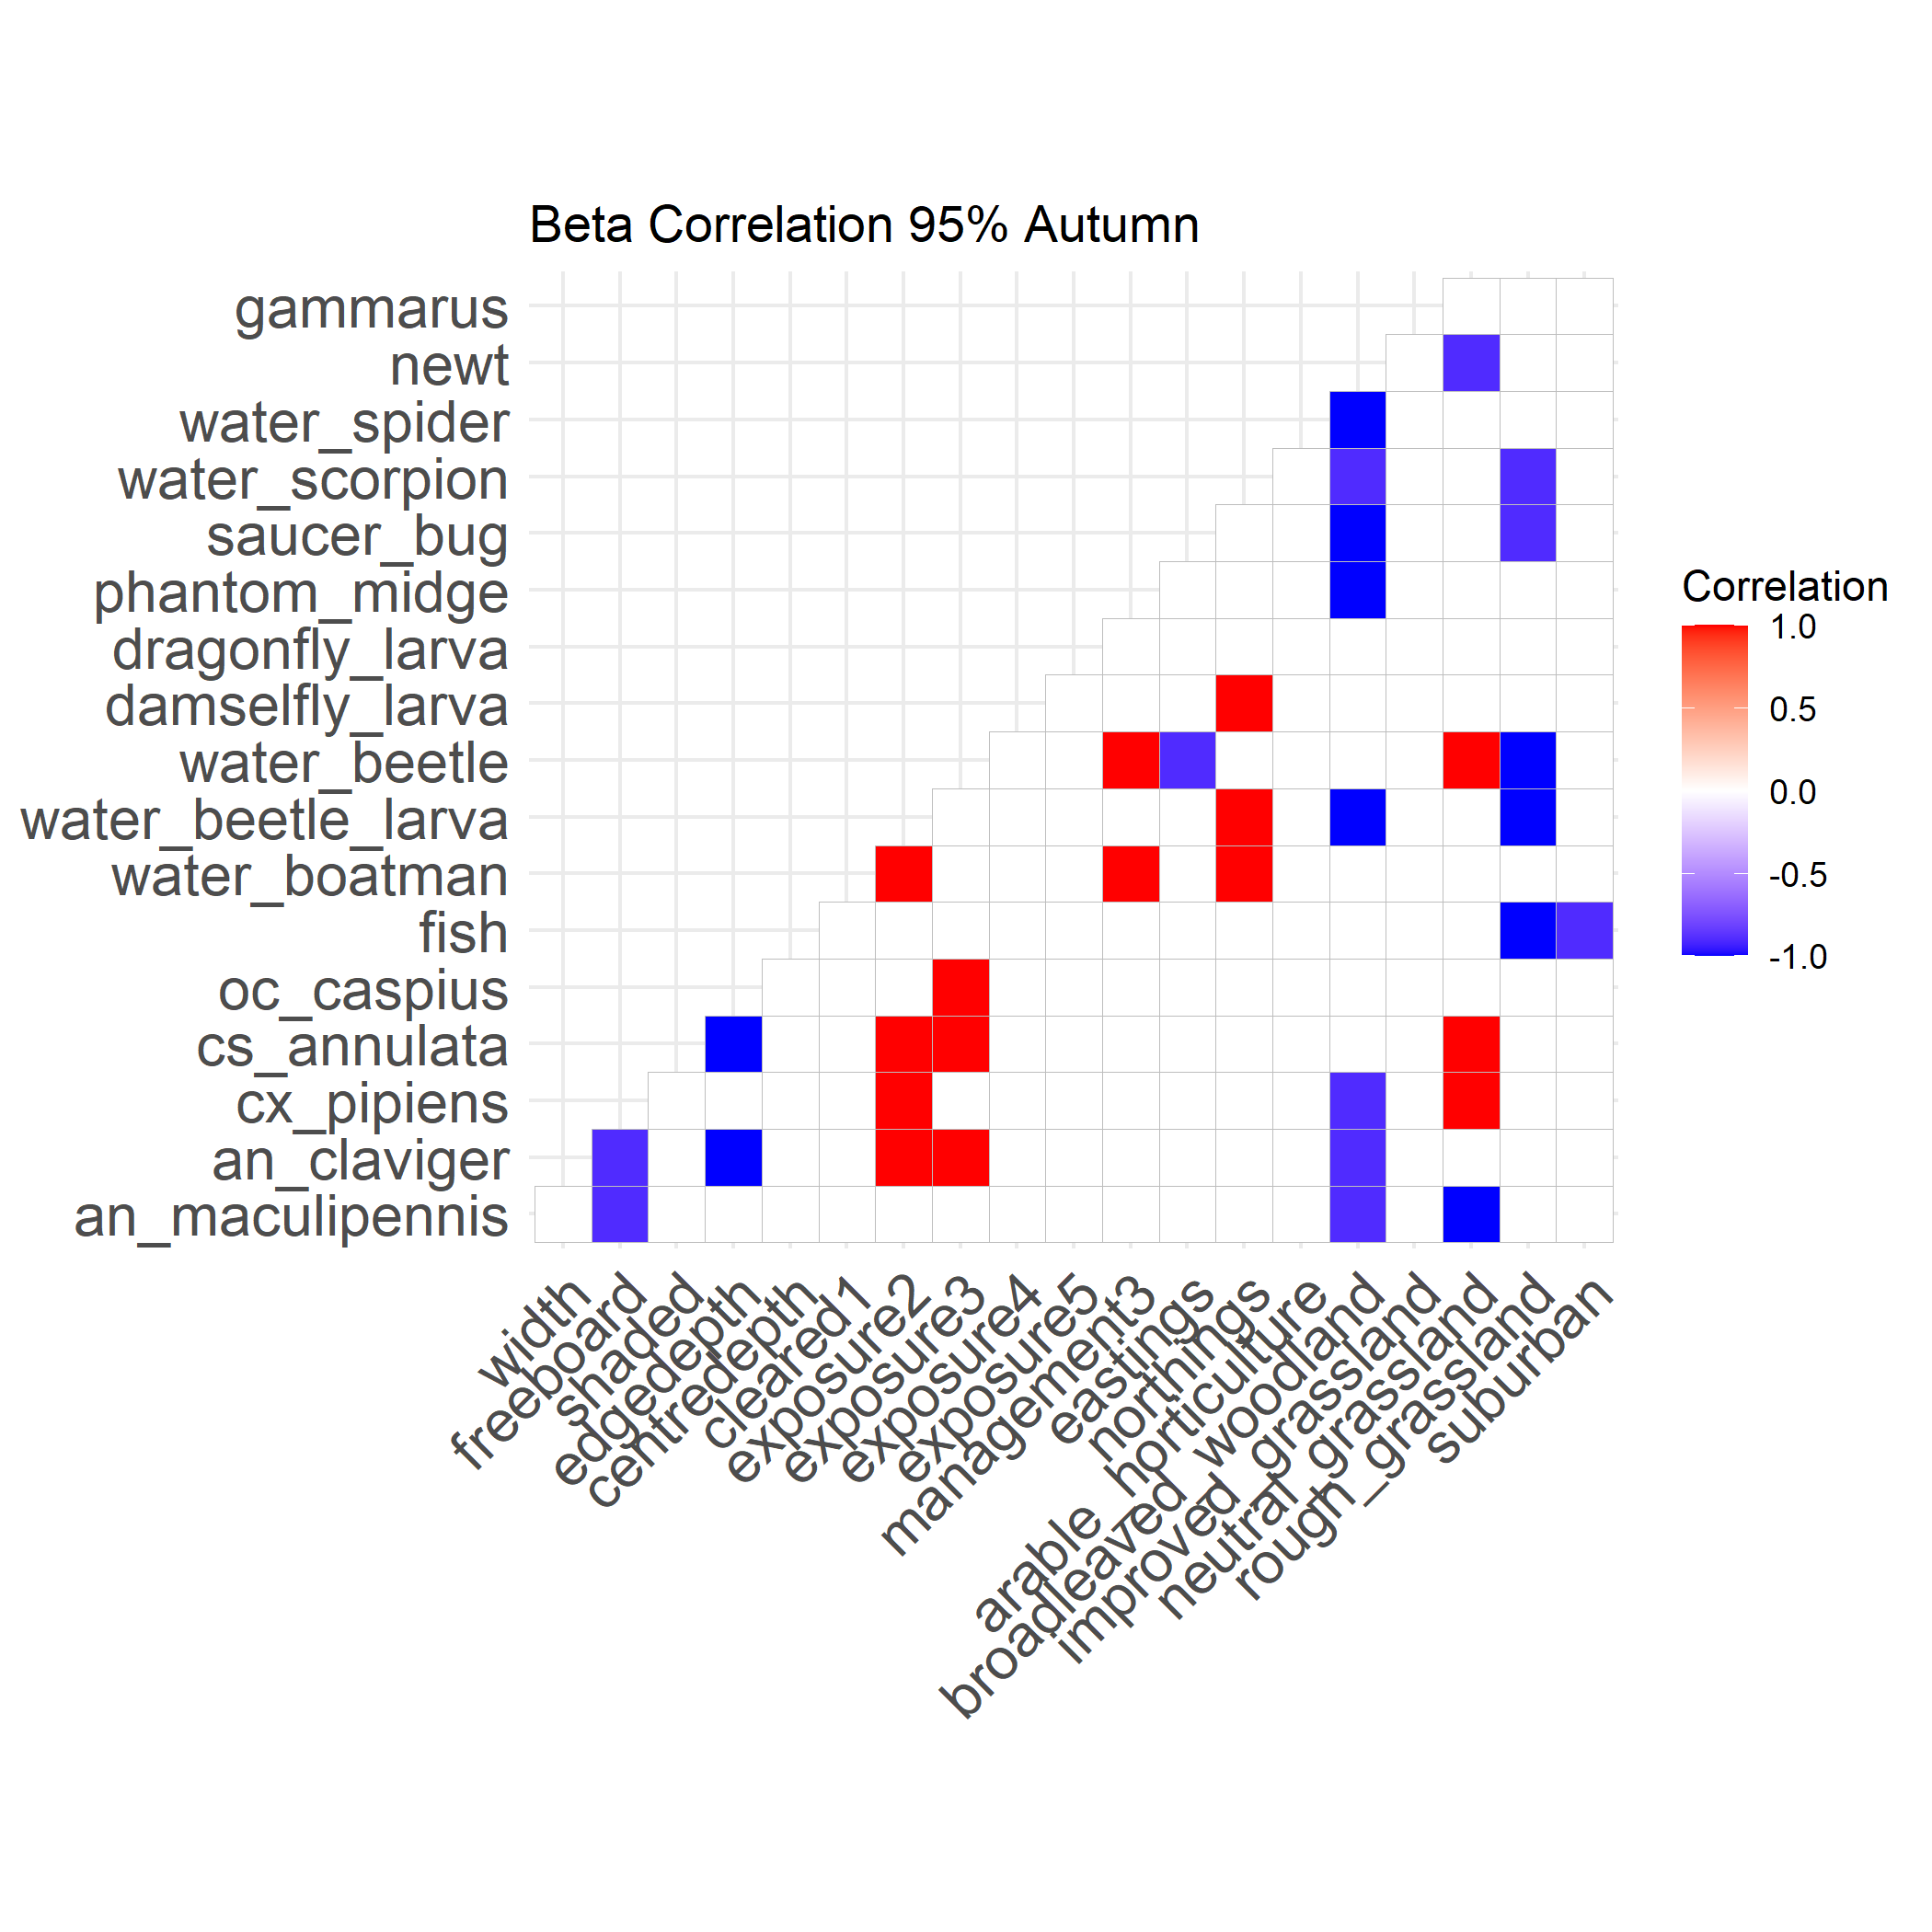 Beta Correlation 95% Autumn
gammarus
newt
water_spider
water_scorpion
saucer_bug
phantom_midge
dragonfly_larva
damselfly_larva
water_beetle
water_beetle_larva
water_boatman
fish
oc_caspius
cs_annulata
cx_pipiens
an_claviger
an_maculipennis
width
freeboard
shaded
edgedepth
centredepth
cleared1
exposure2
exposure3
exposure4
exposure5
management3
eastings
northings
arable_horticulture
broadleaved_woodland
improved_grassland
neutral_grassland
rough_grassland
suburban
Correlation
1.0
0.5
0.0
-0.5
-1.0